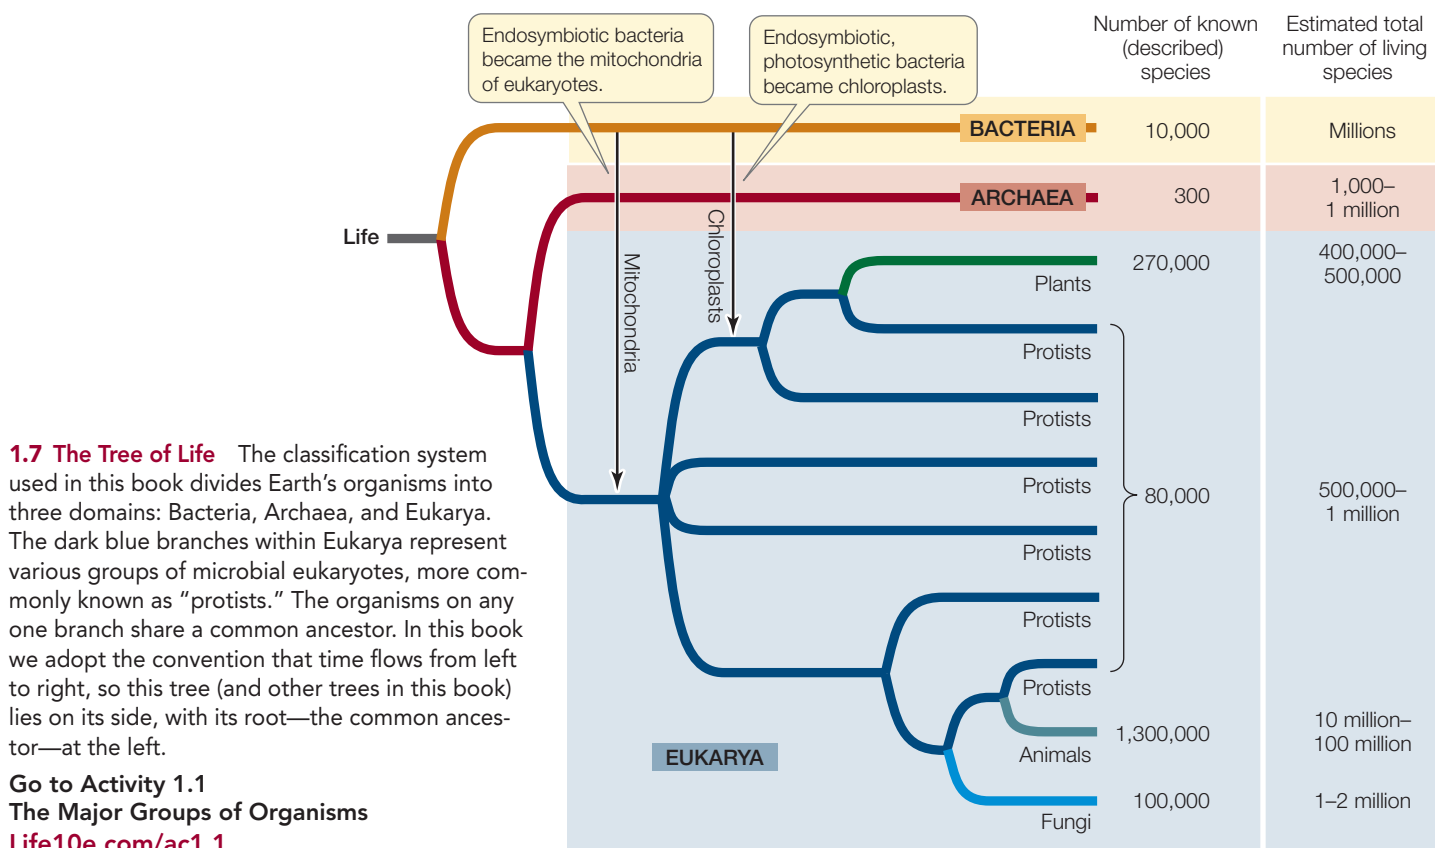 Endosymbiotic bacteria
became the mitochondria
of eukaryotes.
Endosymbiotic,
photosynthetic bacteria
became chloroplasts.
Number of known
(described)
species
Estimated total
number of living
species
BACTERIA
10,000
Millions
ARCHAEA
300
1,000–
1 million
Life
Mitochondria
Chloroplasts
Plants
270,000
400,000–
500,000
Protists
Protists
Protists
80,000
500,000–
1 million
Protists
Protists
Protists
Animals
1,300,000
10 million–
100 million
EUKARYA
Fungi
100,000
1–2 million
1.7 The Tree of Life The classification system
used in this book divides Earth’s organisms into
three domains: Bacteria, Archaea, and Eukarya.
The dark blue branches within Eukarya represent
various groups of microbial eukaryotes, more com-
monly known as “protists.” The organisms on any
one branch share a common ancestor. In this book
we adopt the convention that time flows from left
to right, so this tree (and other trees in this book)
lies on its side, with its root—the common ances-
tor—at the left.
Go to Activity 1.1
The Major Groups of Organisms
Life10e.com/ac1.1